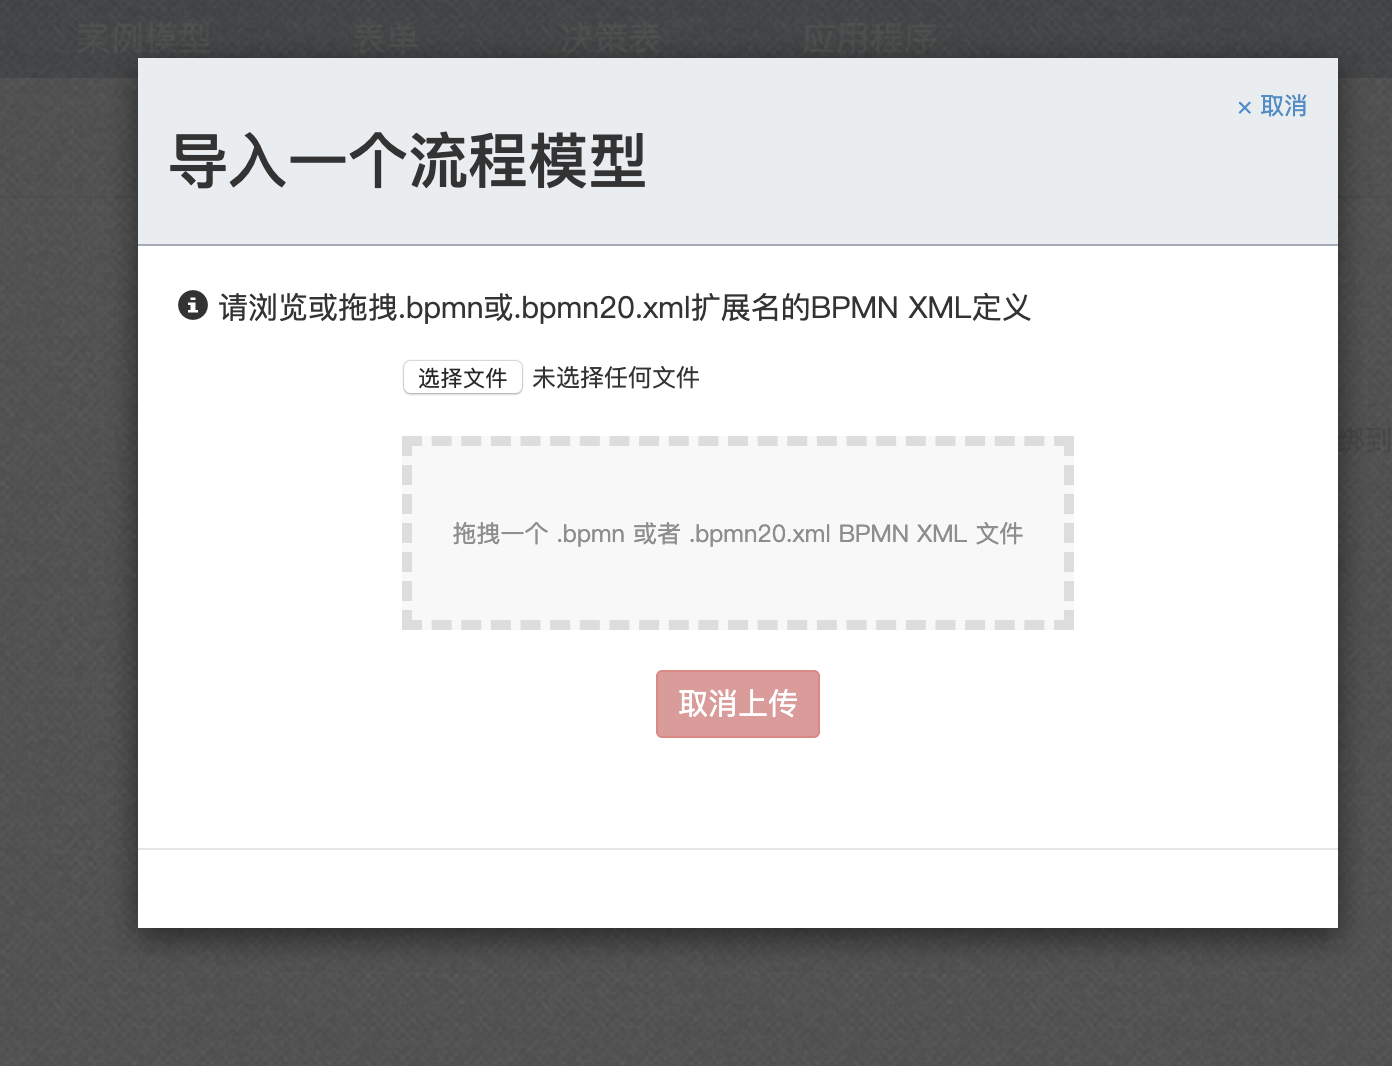 案例模型 表单 决策表 应用程序
× 取消
导入一个流程模型
请浏览或拖拽.bpmn或.bpmn20.xml扩展名的BPMN XML定义
选择文件 未选择任何文件
绑到
拖拽一个 .bpmn 或者 .bpmn20.xml BPMN XML 文件
取消上传